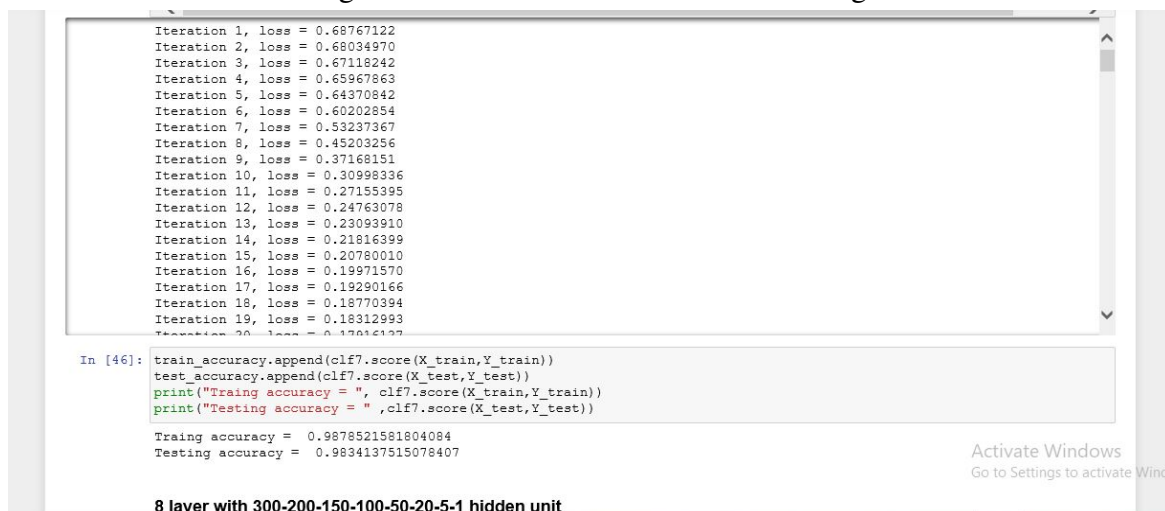 Iteration 1, loss = 0.68767122
Iteration 2, loss = 0.68034970
Iteration 3, loss = 0.67118242
Iteration 4, loss = 0.65967863
Iteration 5, loss = 0.64370842
Iteration 6, loss = 0.60202854
Iteration 7, loss = 0.53237367
Iteration 8, loss = 0.45203256
Iteration 9, loss = 0.37168151
Iteration 10, loss = 0.30998336
Iteration 11, loss = 0.27155395
Iteration 12, loss = 0.24763078
Iteration 13, loss = 0.23093910
Iteration 14, loss = 0.21816399
Iteration 15, loss = 0.20780010
Iteration 16, loss = 0.19971570
Iteration 17, loss = 0.19290166
Iteration 18, loss = 0.18770394
Iteration 19, loss = 0.18312993
Iteration 20, loss = 0.17916127
In [46]: train_accuracy.append(clf7.score(X_train,Y_train))
test_accuracy.append(clf7.score(X_test,Y_test))
print("Traing accuracy = ", clf7.score(X_train,Y_train))
print("Testing accuracy = " ,clf7.score(X_test,Y_test))
Traing accuracy =  0.9878521581804084
Testing accuracy =  0.9834137515078407
Activate Windows
Go to Settings to activate Wind
8 layer with 300-200-150-100-50-20-5-1 hidden unit